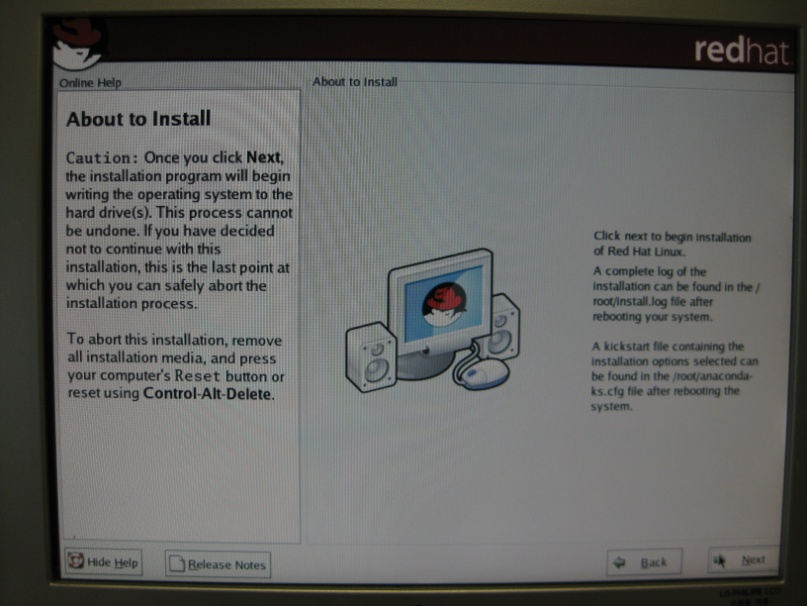 redhat
Online Help
About to Install
Caution: Once you click Next,
the installation program will begin
writing the operating system to the
hard drive(s). This process cannot
be undone. If you have decided
not to continue with this
installation, this is the last point at
which you can safely abort the
installation process.
To abort this installation, remove
all installation media, and press
your computer's Reset button or
reset using Control-Alt-Delete.
About to Install
Click next to begin installation
of Red Hat Linux.
A complete log of the
installation can be found in the /
root/install.log file after
rebooting your system.
A kickstart file containing the
installation options selected can
be found in the /root/anaconda-
ks.cfg file after rebooting the
system.
Hide Help
Release Notes
Back
Next